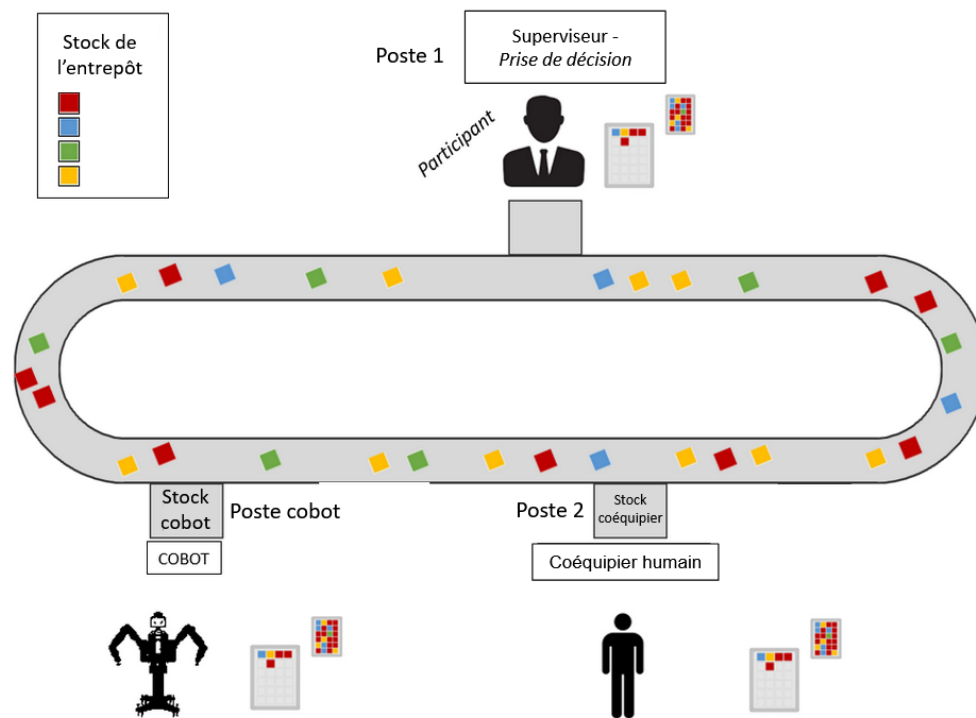 Stock de
l'entrepôt
Poste 1
Superviseur -
Prise de décision
Participant
Stock
cobot
Poste cobot
COBOT
Poste 2
Stock
coéquipier
Coéquipier humain